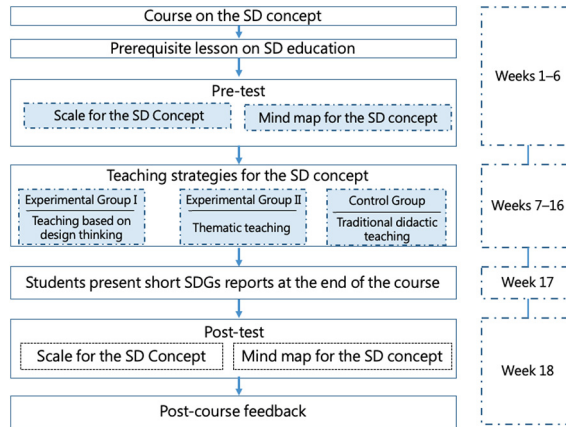 Course on the SD concept
Prerequisite lesson on SD education
Pre-test
Scale for the SD Concept
Mind map for the SD concept
Weeks 1–6
Teaching strategies for the SD concept
Experimental Group I
Teaching based on
design thinking
Experimental Group II
Thematic teaching
Control Group
Traditional didactic
teaching
Weeks 7–16
Students present short SDGs reports at the end of the course
Week 17
Post-test
Scale for the SD Concept
Mind map for the SD concept
Week 18
Post-course feedback